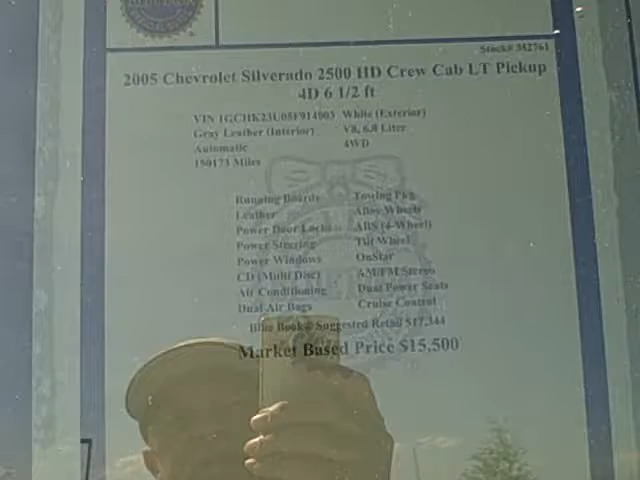 Stock# M2761
2005 Chevrolet Silverado 2500 HD Crew Cab LT Pickup
4D 6 1/2 ft
VIN 1GCHK23U05F914003 White (Exterior)
Gray Leather (Interior) V8, 6.0 Liter
Automatic 4WD
150173 Miles
Running Boards Towing Pkg
Leather Alloy Wheels
Power Door Locks ABS (4-Wheel)
Power Steering Tilt Wheel
Power Windows OnStar
CD (Multi Disc) AM/FM Stereo
Air Conditioning Dual Power Seats
Dual Air Bags Cruise Control
Blue Book® Suggested Retail $17,344
Market Based Price $15,500